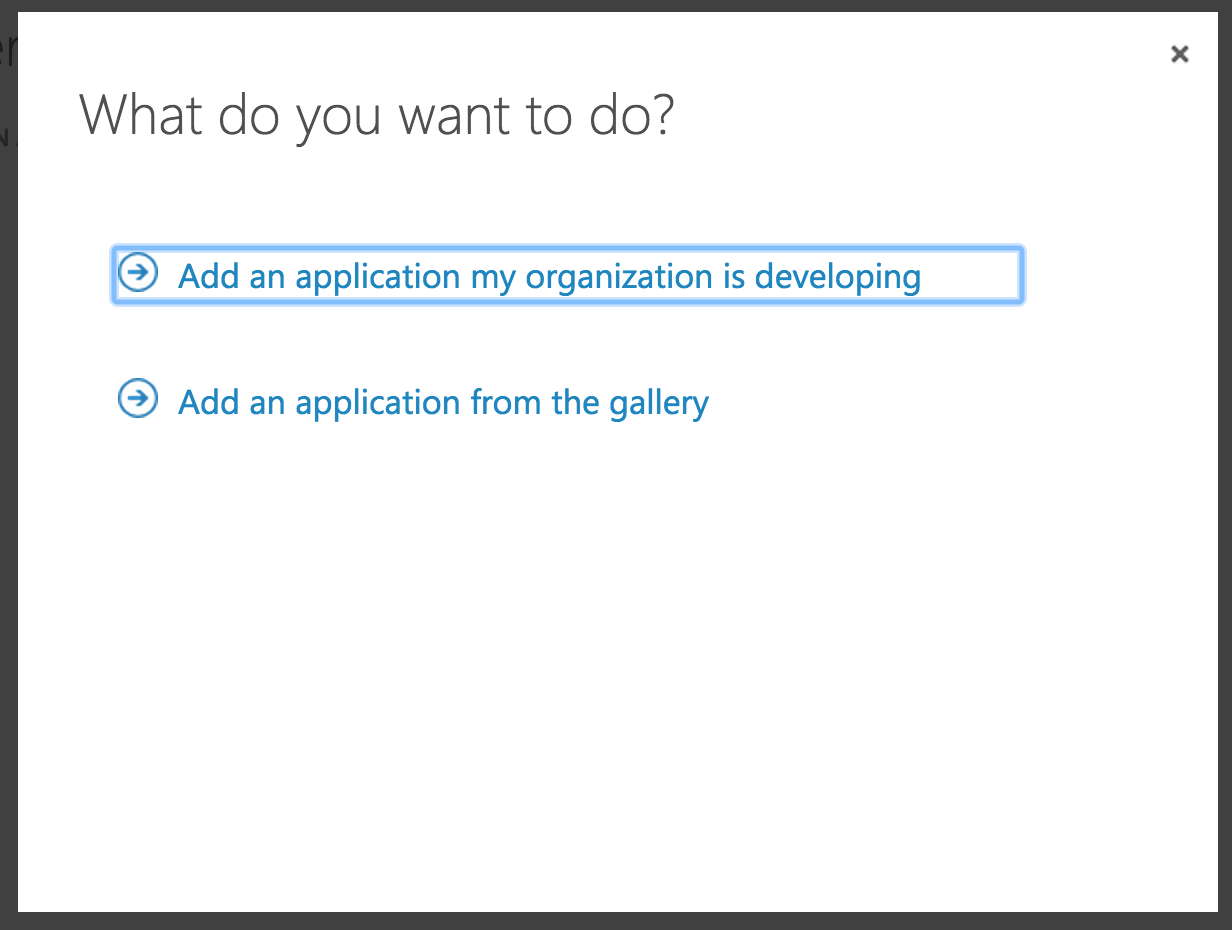 What do you want to do?
Add an application my organization is developing
Add an application from the gallery